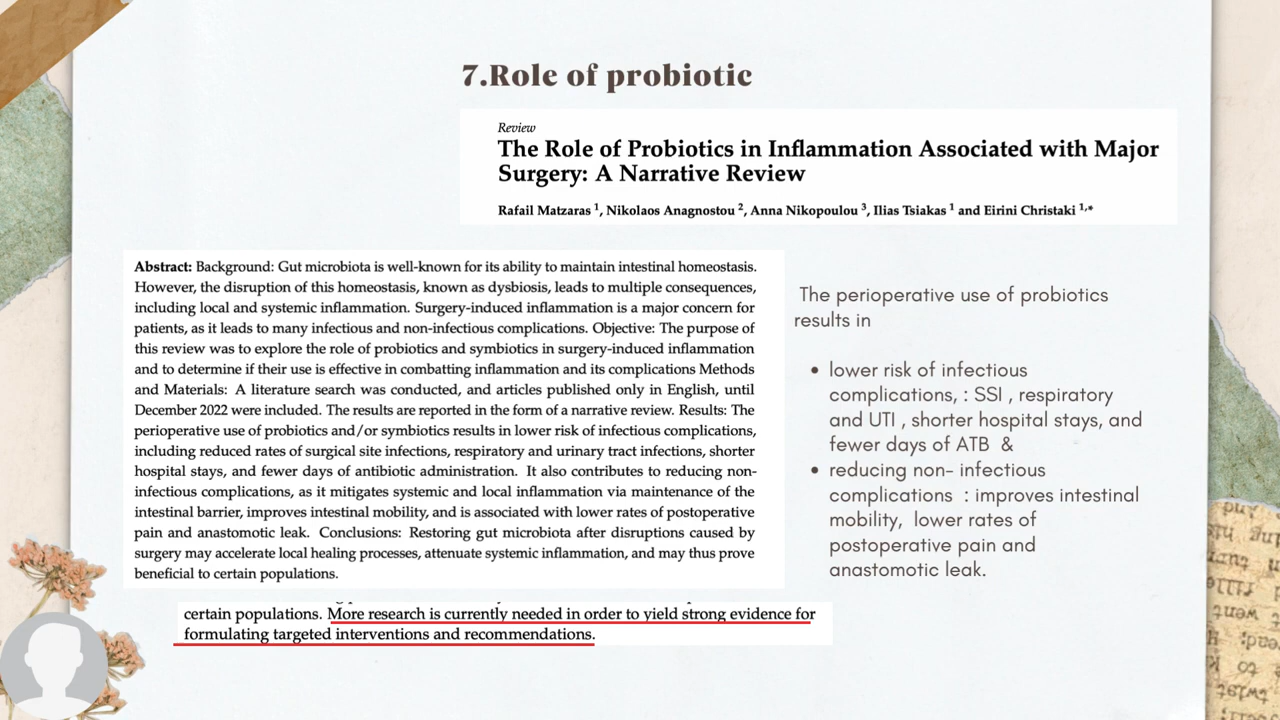 7.Role of probiotic
Review
The Role of Probiotics in Inflammation Associated with Major
Surgery: A Narrative Review
Rafail Matzaras 1, Nikolaos Anagnostou 2, Anna Nikopoulou 3, Ilias Tsiakas 1 and Eirini Christaki 1,*
Abstract: Background: Gut microbiota is well-known for its ability to maintain intestinal homeostasis.
However, the disruption of this homeostasis, known as dysbiosis, leads to multiple consequences,
including local and systemic inflammation. Surgery-induced inflammation is a major concern for
patients, as it leads to many infectious and non-infectious complications. Objective: The purpose of
this review was to explore the role of probiotics and symbiotics in surgery-induced inflammation
and to determine if their use is effective in combatting inflammation and its complications Methods
and Materials: A literature search was conducted, and articles published only in English, until
December 2022 were included. The results are reported in the form of a narrative review. Results: The
perioperative use of probiotics and/or symbiotics results in lower risk of infectious complications,
including reduced rates of surgical site infections, respiratory and urinary tract infections, shorter
hospital stays, and fewer days of antibiotic administration. It also contributes to reducing non-
infectious complications, as it mitigates systemic and local inflammation via maintenance of the
intestinal barrier, improves intestinal mobility, and is associated with lower rates of postoperative
pain and anastomotic leak. Conclusions: Restoring gut microbiota after disruptions caused by
surgery may accelerate local healing processes, attenuate systemic inflammation, and may thus prove
beneficial to certain populations.
certain populations. More research is currently needed in order to yield strong evidence for
formulating targeted interventions and recommendations.
The perioperative use of probiotics
results in
• lower risk of infectious
complications, : SSI , respiratory
and UTI , shorter hospital stays, and
fewer days of ATB &
• reducing non- infectious
complications : improves intestinal
mobility, lower rates of
postoperative pain and
anastomotic leak.